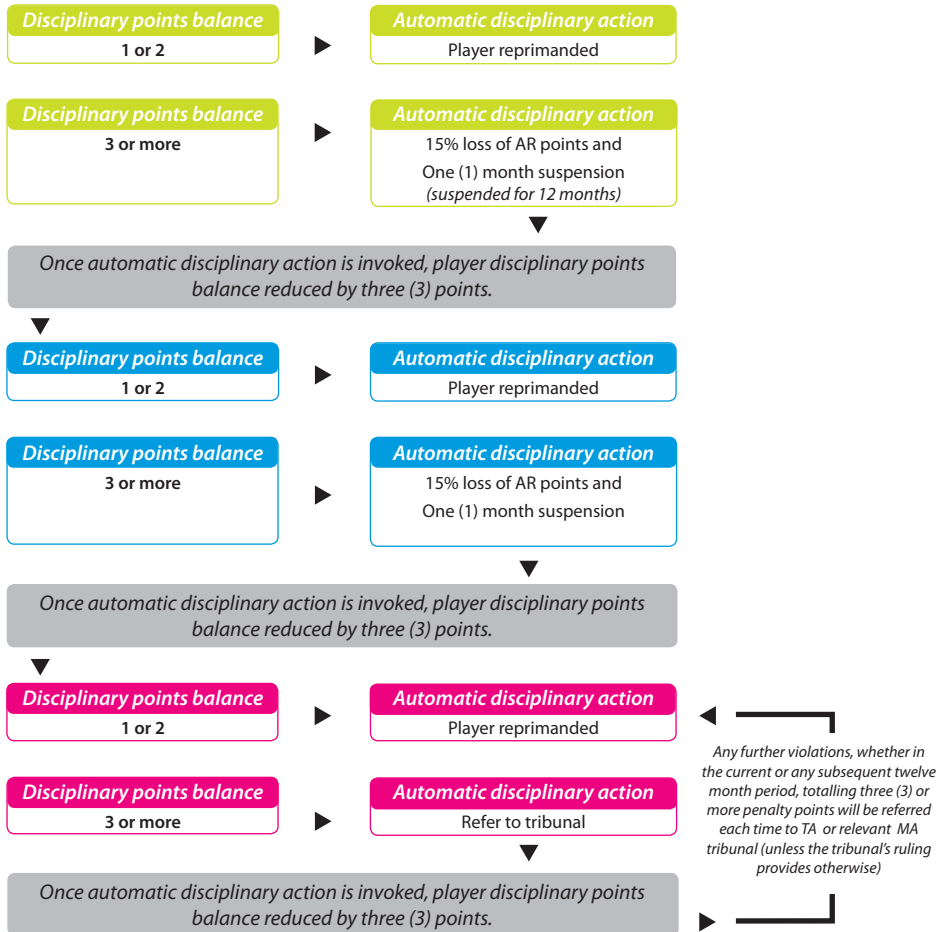 Disciplinary points balance
1 or 2
Automatic disciplinary action
Player reprimanded
Disciplinary points balance
3 or more
Automatic disciplinary action
15% loss of AR points and
One (1) month suspension
(suspended for 12 months)
Once automatic disciplinary action is invoked, player disciplinary points
balance reduced by three (3) points.
Disciplinary points balance
1 or 2
Automatic disciplinary action
Player reprimanded
Disciplinary points balance
3 or more
Automatic disciplinary action
15% loss of AR points and
One (1) month suspension
Once automatic disciplinary action is invoked, player disciplinary points
balance reduced by three (3) points.
Disciplinary points balance
1 or 2
Automatic disciplinary action
Player reprimanded
Disciplinary points balance
3 or more
Automatic disciplinary action
Refer to tribunal
Any further violations, whether in
the current or any subsequent twelve
month period, totalling three (3) or
more penalty points will be referred
each time to TA or relevant MA
tribunal (unless the tribunal's ruling
provides otherwise)
Once automatic disciplinary action is invoked, player disciplinary points
balance reduced by three (3) points.